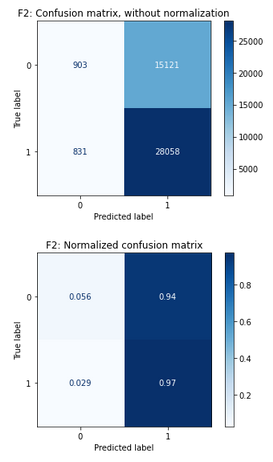 F2: Confusion matrix, without normalization
0 903 15121 25000
20000
15000
True label
10000
1 831 28058
5000
0 1
Predicted label
F2: Normalized confusion matrix
0 0.056 0.94 0.8
0.6
True label
0.4
1 0.029 0.97
0.2
0 1
Predicted label